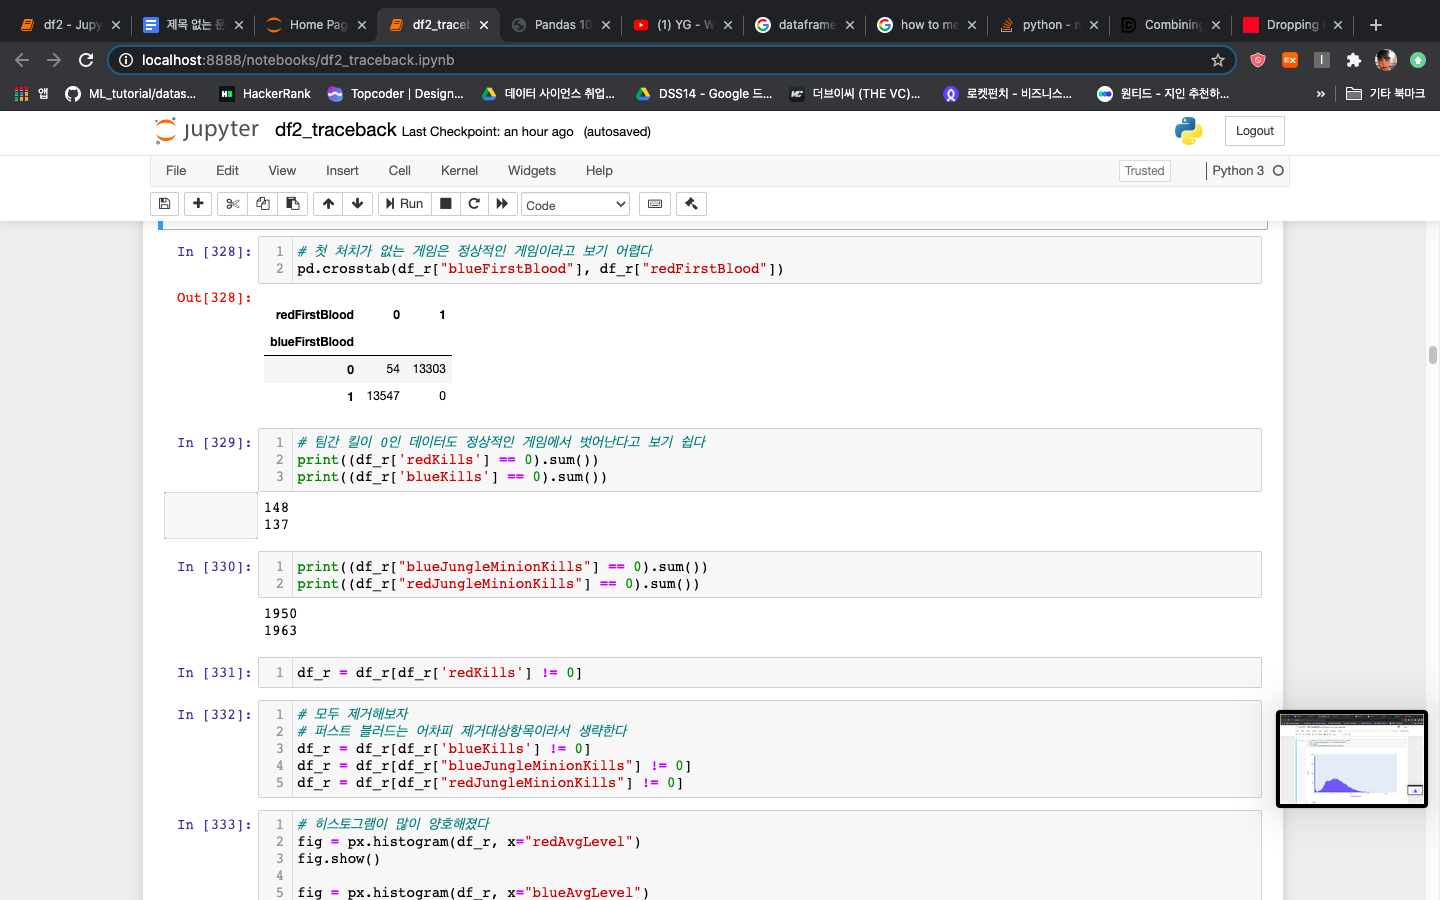 df2 - Jupy
제목 없는 문
Home Pag
df2_traceb
Pandas 10
(1) YG - W
dataframe
how to me
python - n
Combining
Dropping
localhost:8888/notebooks/df2_traceback.ipynb
앱
ML_tutorial/datas...
HackerRank
Topcoder | Design...
데이터 사이언스 취업...
DSS14 - Google 드...
더브이씨 (THE VC)...
로켓펀치 - 비즈니스...
원티드 - 지인 추천하...
»
기타 북마크
jupyter df2_traceback Last Checkpoint: an hour ago (autosaved)
Logout
File Edit View Insert Cell Kernel Widgets Help
Trusted
Python 3
Run
Code
In [328]:
1 # 첫 처치가 없는 게임은 정상적인 게임이라고 보기 어렵다
2 pd.crosstab(df_r["blueFirstBlood"], df_r["redFirstBlood"])
Out[328]:
redFirstBlood 0 1
blueFirstBlood
0 54 13303
1 13547 0
In [329]:
1 # 팀간 킬이 0인 데이터도 정상적인 게임에서 벗어난다고 보기 쉽다
2 print((df_r['redKills'] == 0).sum())
3 print((df_r['blueKills'] == 0).sum())
148
137
In [330]:
1 print((df_r["blueJungleMinionKills"] == 0).sum())
2 print((df_r["redJungleMinionKills"] == 0).sum())
1950
1963
In [331]:
1 df_r = df_r[df_r['redKills'] != 0]
In [332]:
1 # 모두 제거해보자
2 # 퍼스트 블러드는 어차피 제거대상항목이라서 생략한다
3 df_r = df_r[df_r['blueKills'] != 0]
4 df_r = df_r[df_r["blueJungleMinionKills"] != 0]
5 df_r = df_r[df_r["redJungleMinionKills"] != 0]
In [333]:
1 # 히스토그램이 많이 양호해졌다
2 fig = px.histogram(df_r, x="redAvgLevel")
3 fig.show()
4
5 fig = px.histogram(df_r, x="blueAvgLevel")